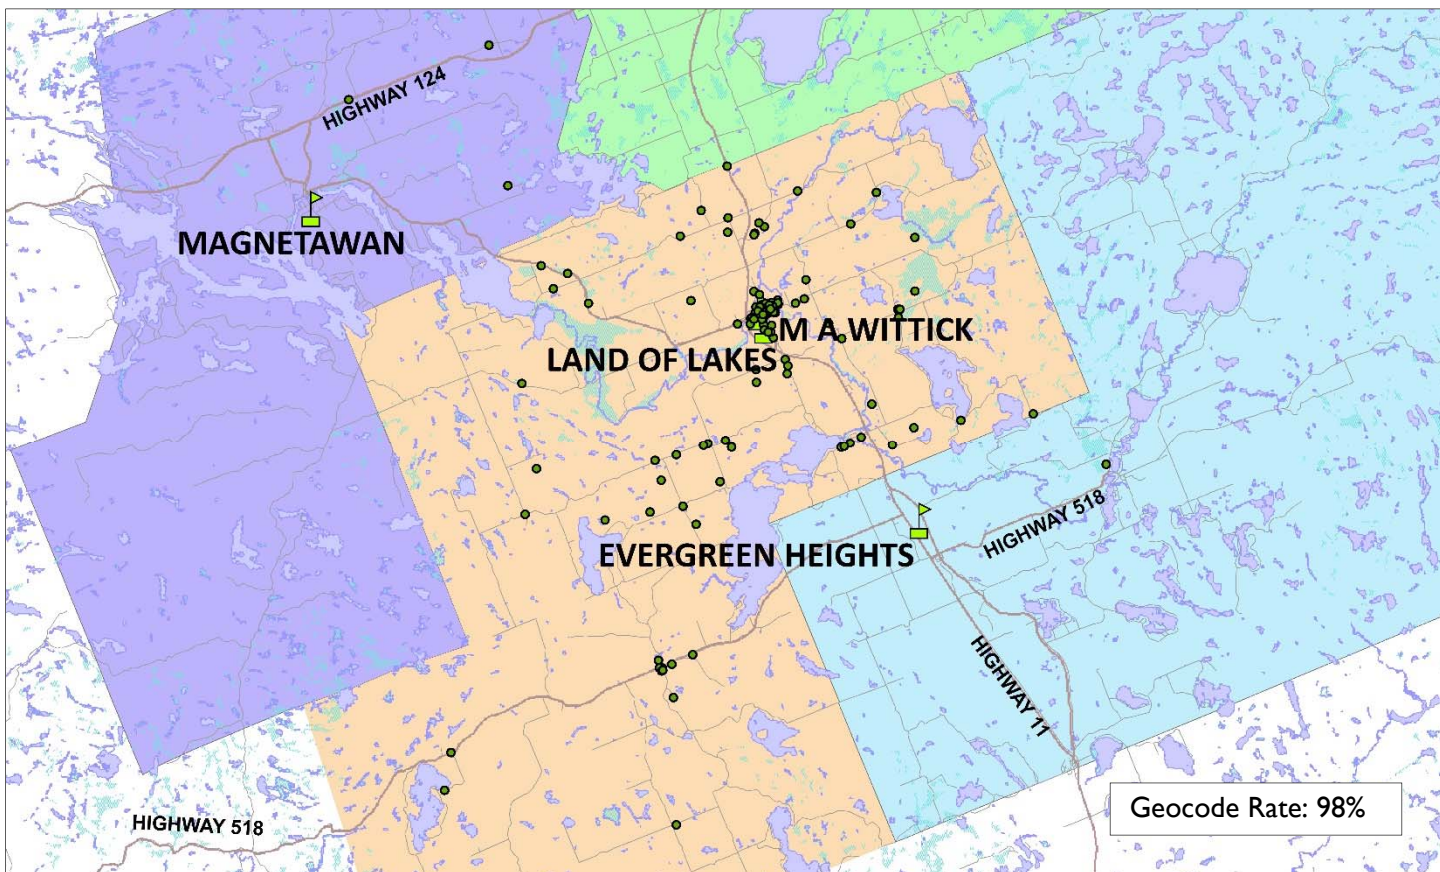 HIGHWAY 124
MAGNETAWAN
M A WITTICK
LAND OF LAKES
HIGHWAY 518
EVERGREEN HEIGHTS
HIGHWAY 11
Geocode Rate: 98%
HIGHWAY 518